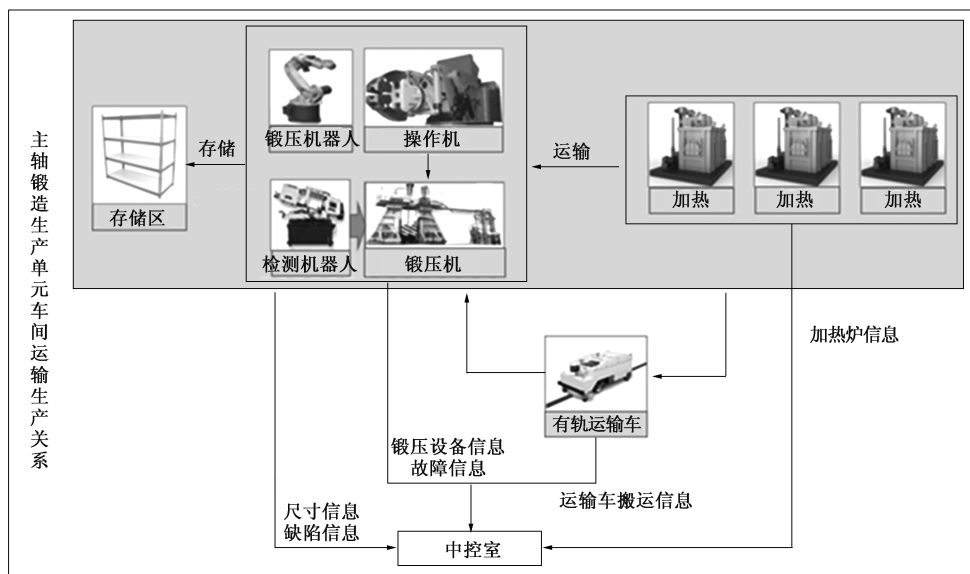 主轴锻造生产单元车间运输生产关系
锻压机器人
操作机
存储
运输
加热
加热
加热
存储区
检测机器人
锻压机
加热炉信息
有轨运输车
锻压设备信息
故障信息
运输车搬运信息
尺寸信息
缺陷信息
中控室